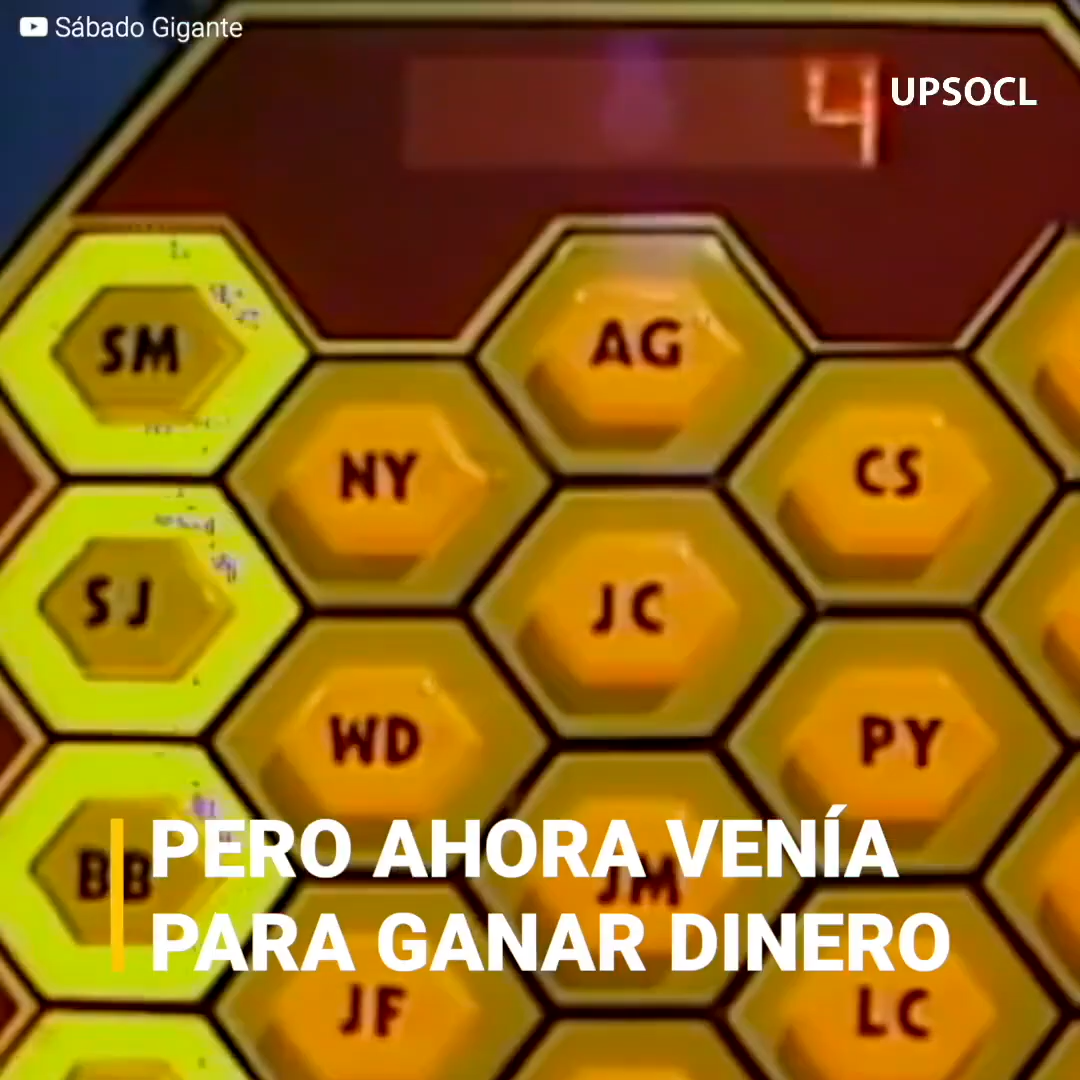 Sábado Gigante
4
UPSOCL
SM
AG
NY
CS
SJ
JC
WD
PY
BB
JM
PERO AHORA VENÍA
PARA GANAR DINERO
JF
LC